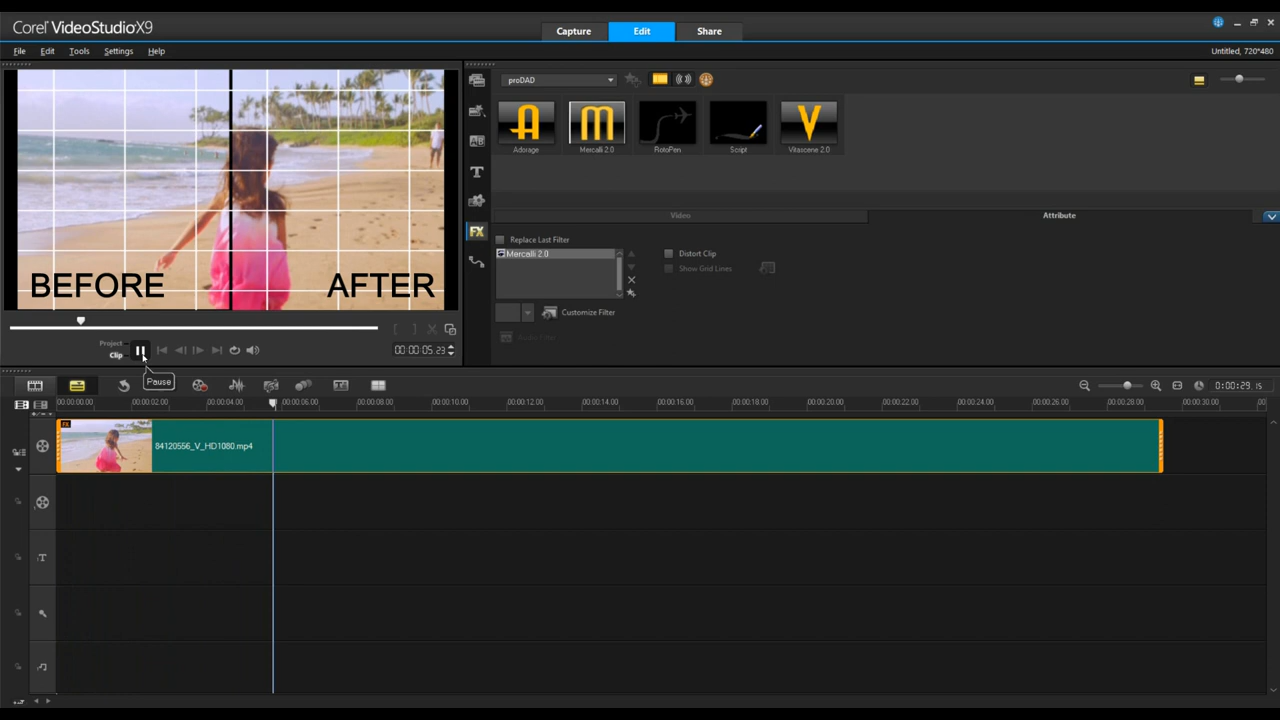 Corel VideoStudio X9
Capture
Edit
Share
File
Edit
Tools
Settings
Help
Untitled, 720*480
proDAD
Adorage
Mercalli 2.0
RotoPen
Script
Vitascene 2.0
Video
Attribute
FX
Replace Last Filter
Mercalli 2.0
Distort Clip
Show Grid Lines
Customize Filter
BEFORE
AFTER
Project
Clip
00:00:05.23
Pause
0:00:29.15
00:00:00.00
00:00:02.00
00:00:04.00
00:00:06.00
00:00:08.00
00:00:10.00
00:00:12.00
00:00:14.00
00:00:16.00
00:00:18.00
00:00:20.00
00:00:22.00
00:00:24.00
00:00:26.00
00:00:28.00
00:00:30.00
FX
84120556_V_HD1080.mp4